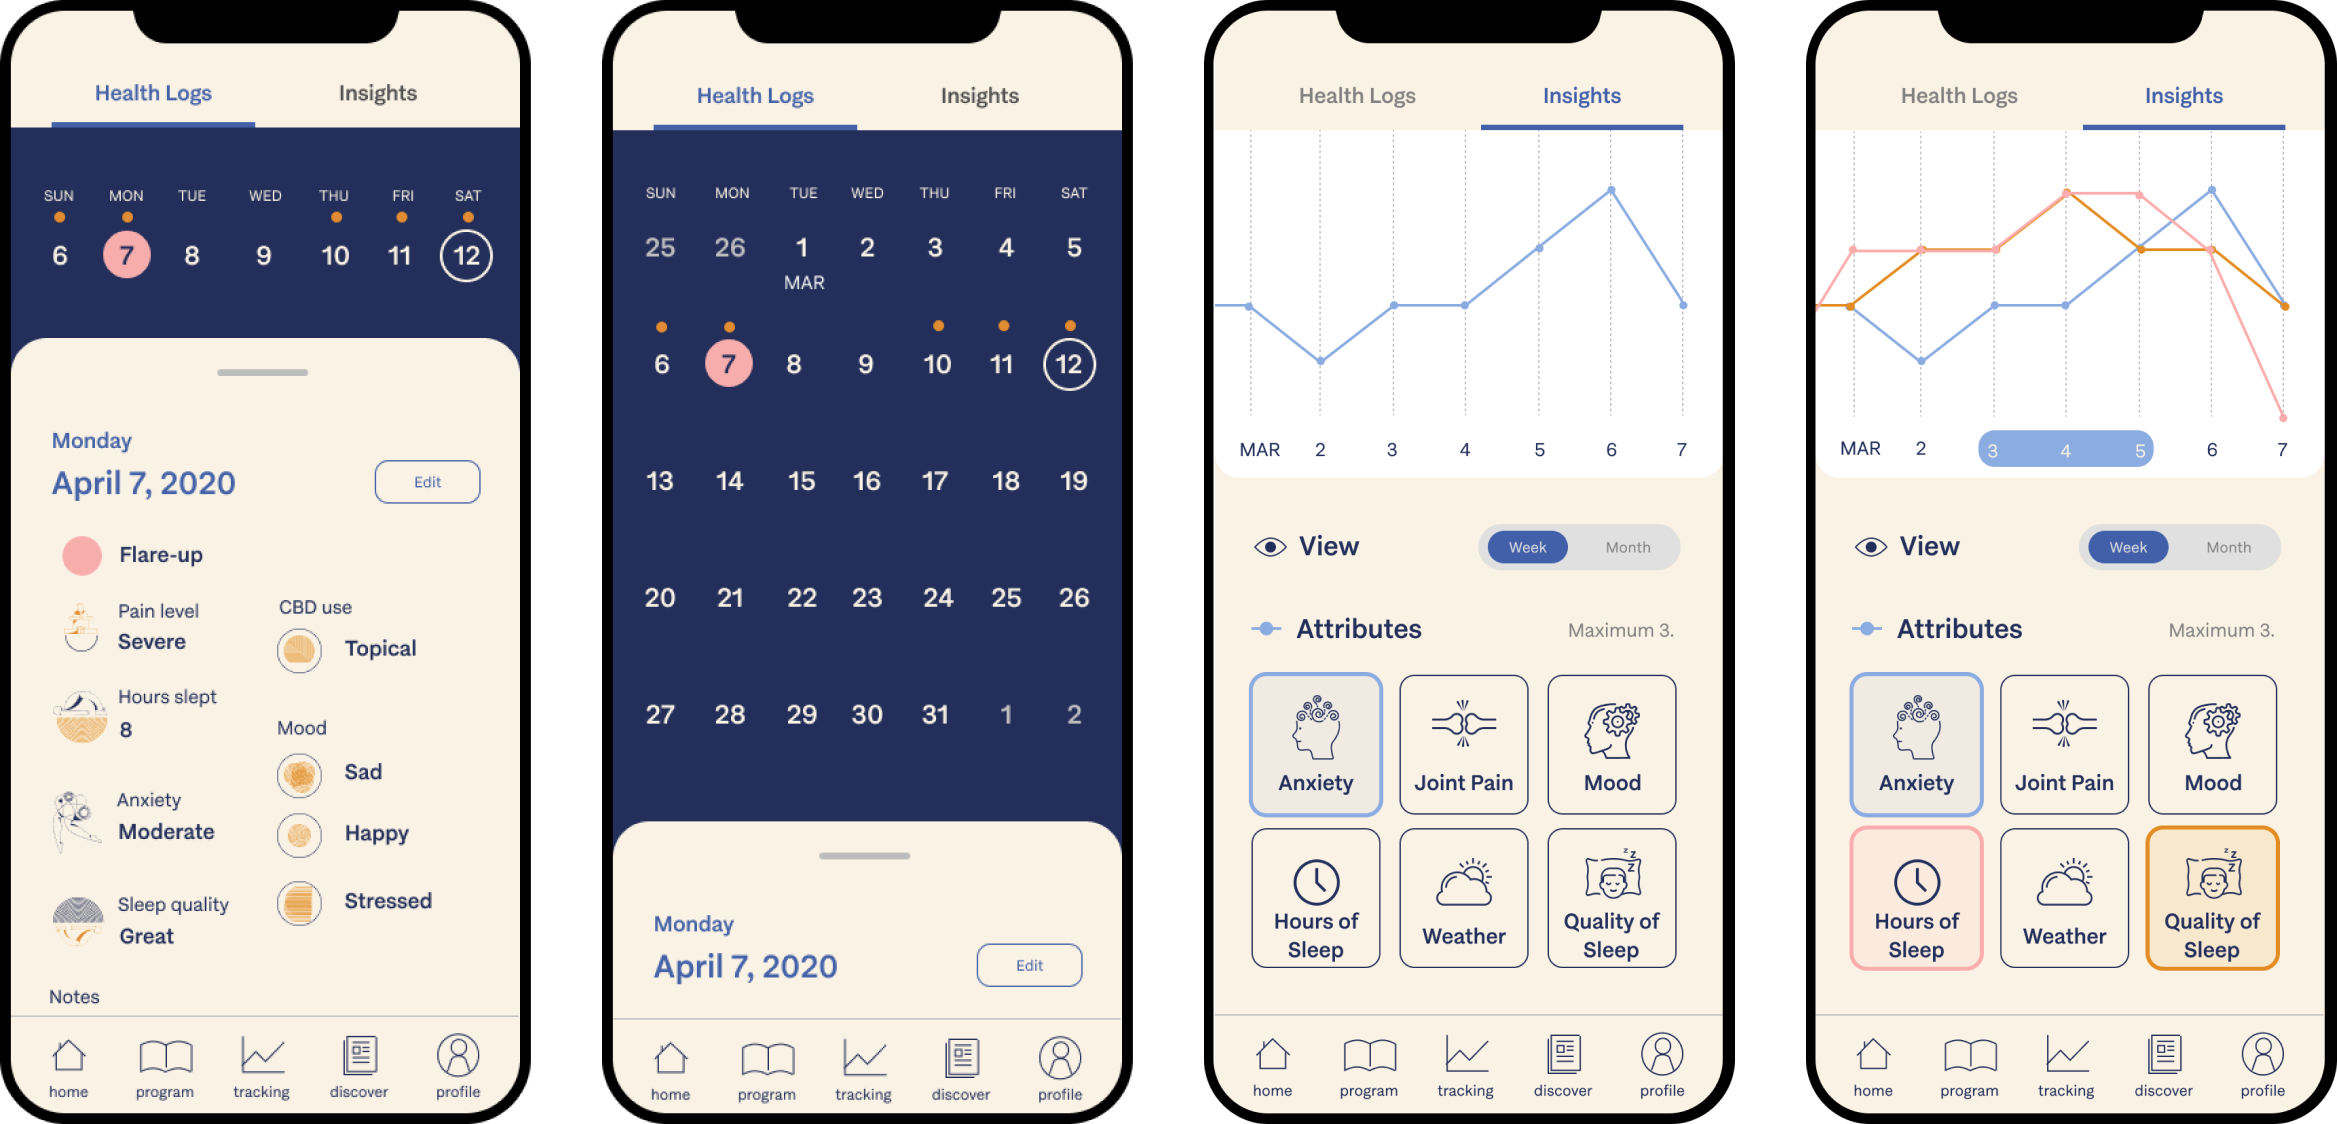 Health Logs Insights
SUN MON TUE WED THU FRI SAT
6 7 8 9 10 11 12
Monday
April 7, 2020
Edit
Flare-up
Pain level
Severe
Hours slept
8
Anxiety
Moderate
Sleep quality
Great
CBD use
Topical
Mood
Sad
Happy
Stressed
Notes
home program tracking discover profile
Health Logs Insights
SUN MON TUE WED THU FRI SAT
25 26 1 2 3 4 5
MAR
6 7 8 9 10 11 12
13 14 15 16 17 18 19
20 21 22 23 24 25 26
27 28 29 30 31 1 2
Monday
April 7, 2020
Edit
home program tracking discover profile
Health Logs Insights
MAR 2 3 4 5 6 7
View Week Month
Attributes Maximum 3.
Anxiety Joint Pain Mood
Hours of
Sleep
Weather
z z z
Quality of
Sleep
home program tracking discover profile
Health Logs Insights
MAR 2 3 4 5 6 7
View Week Month
Attributes Maximum 3.
Anxiety Joint Pain Mood
Hours of
Sleep
Weather
z z z
Quality of
Sleep
home program tracking discover profile